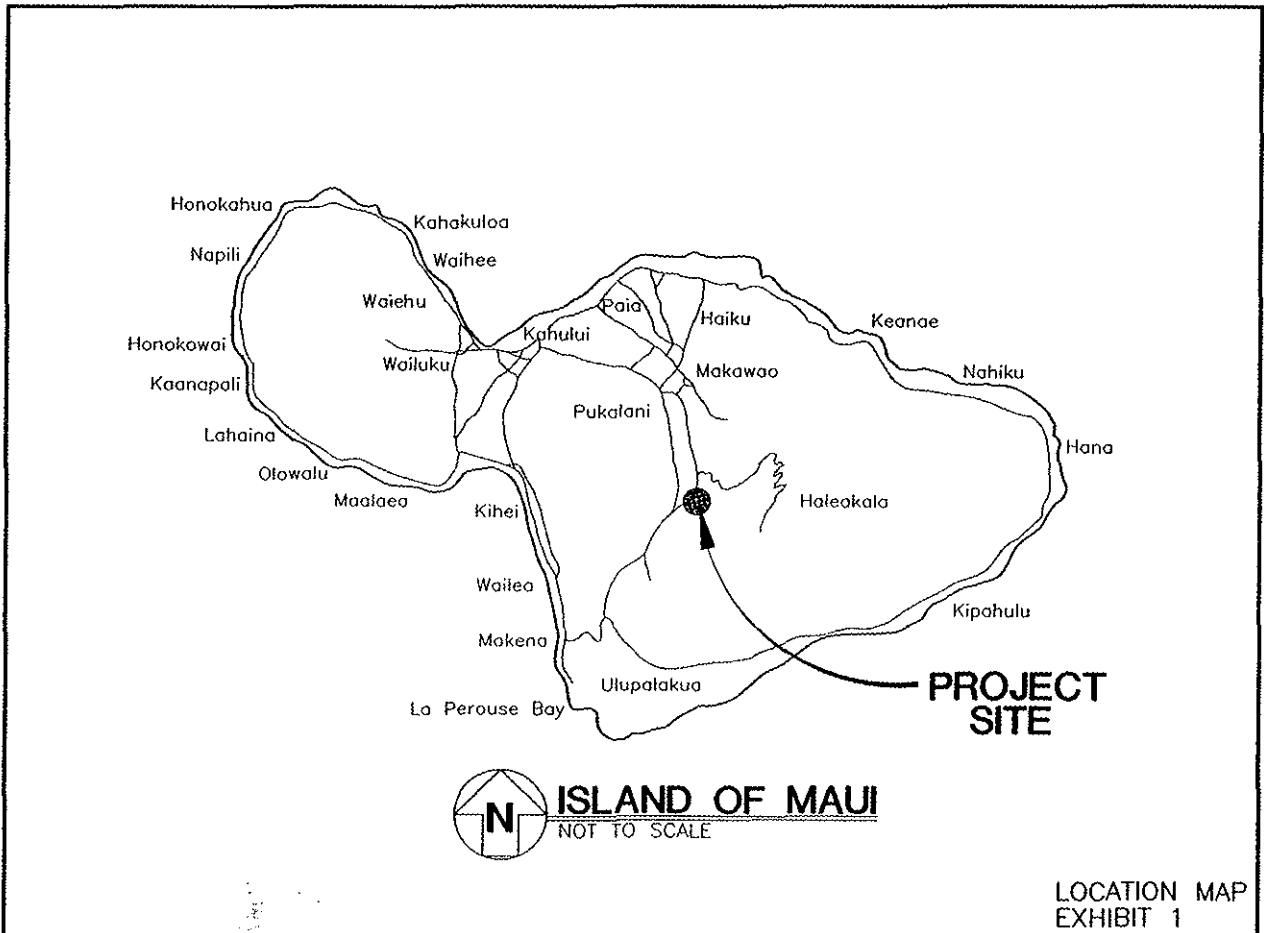 Honokahua
Kahakuloa
Napili
Waihee
Waiehu
Paia
Haiku
Keanae
Honokowai
Kahului
Wailuku
Kaanapali
Makawao
Nahiku
Pukalani
Lahaina
Hana
Olowalu
Maalaea
Kihei
Haleakala
Wailea
Kipahulu
Makena
Ulupalakua
La Perouse Bay
PROJECT
SITE
N
ISLAND OF MAUI
NOT TO SCALE
LOCATION MAP
EXHIBIT 1